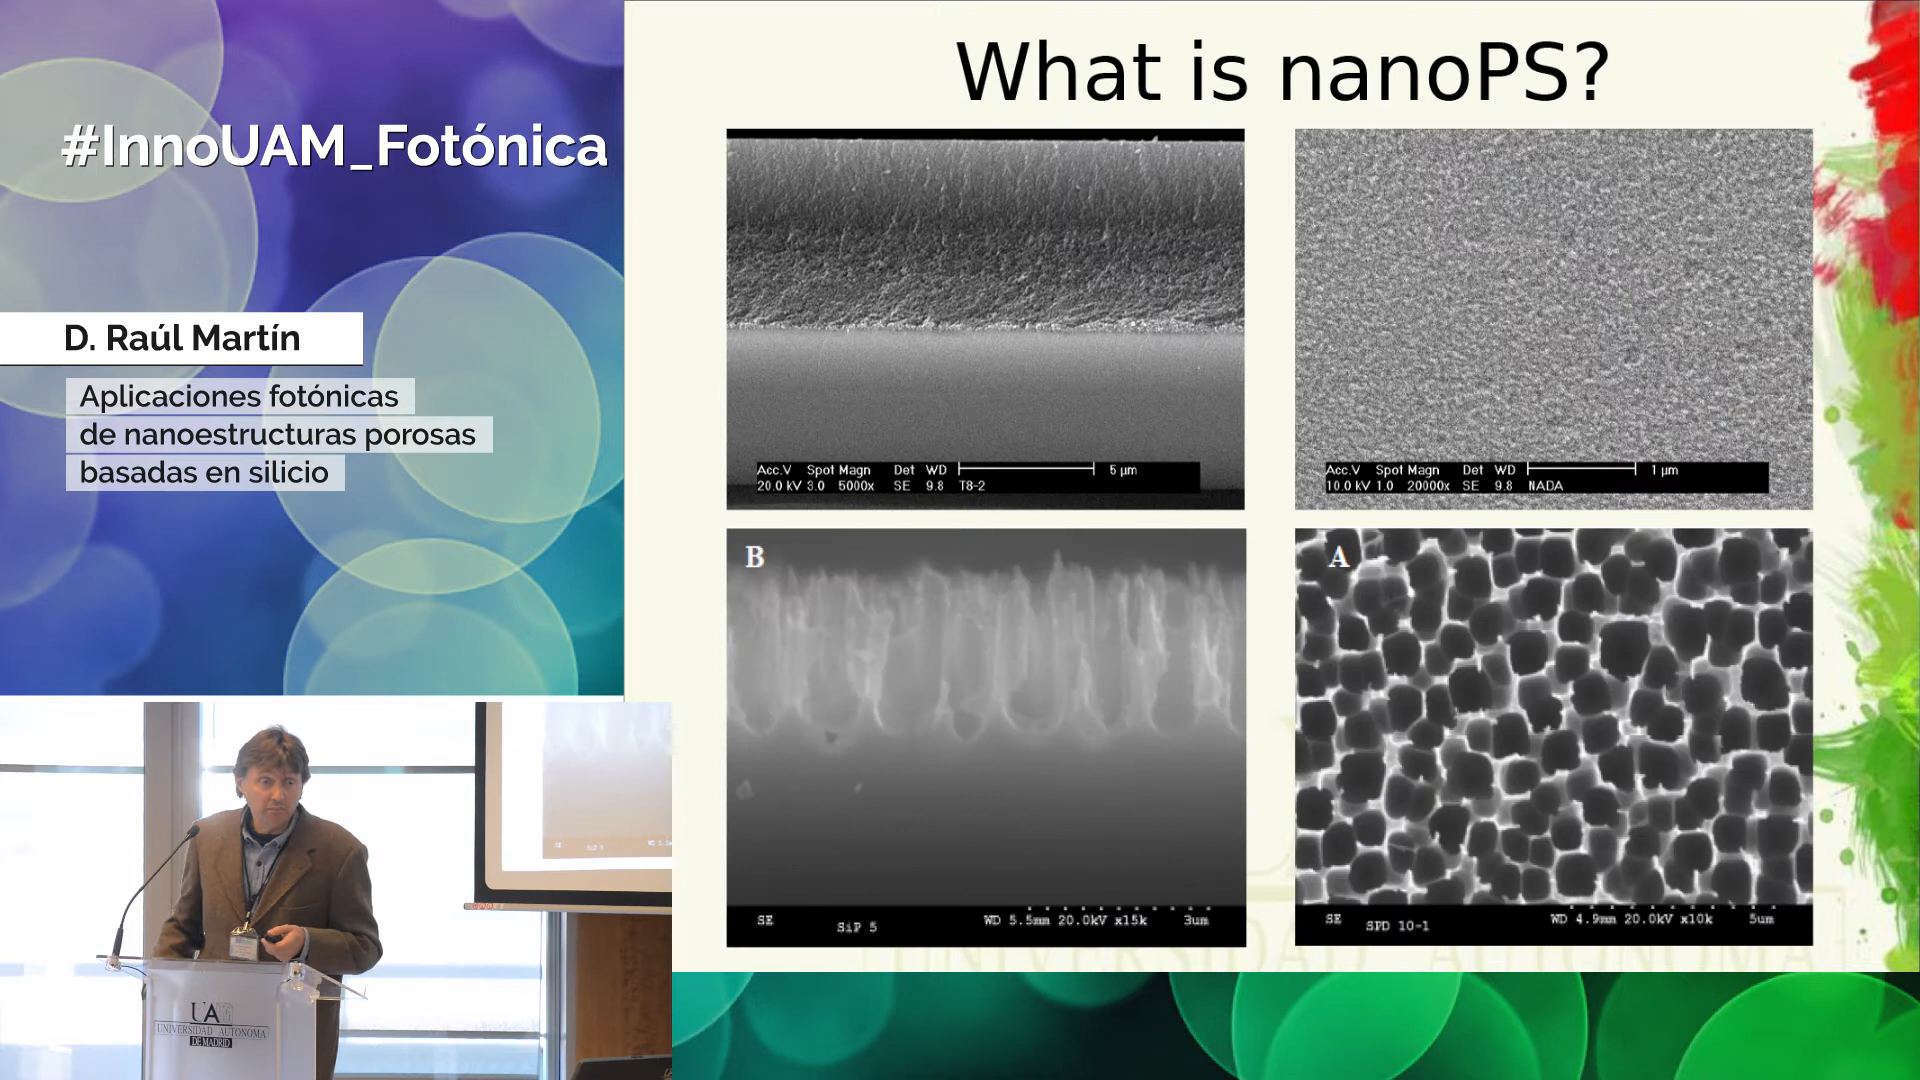 #InnoUAM_Fotónica
D. Raúl Martín
Aplicaciones fotónicas
de nanoestructuras porosas
basadas en silicio
What is nanoPS?
Acc.V Spot Magn Det WD 5 µm
20.0 kV 3.0 5000x SE 9.8 T8-2
Acc.V Spot Magn Det WD 1 µm
10.0 kV 1.0 20000x SE 9.8 NADA
B
SE SiP 5 WD 5.5mm 20.0kV x15k 3um
A
SE SPD 10-1 WD 4.9mm 20.0kV x10k 5um
UNIVERSIDAD AUTONOMA
UA
UNIVERSIDAD AUTONOMA
DE MADRID